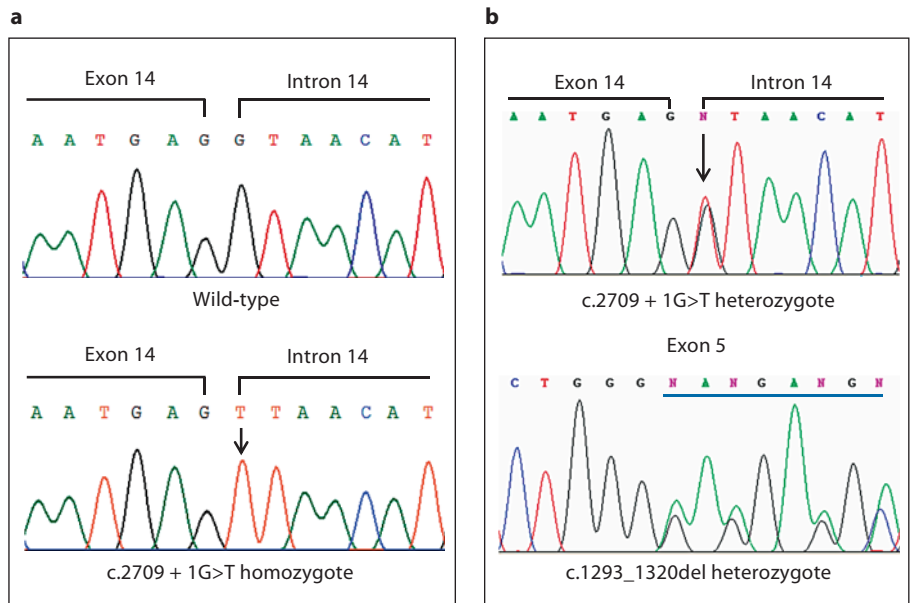 a
Exon 14 Intron 14
A A T G A G G T A A C A T
Wild-type
Exon 14 Intron 14
A A T G A G T T A A C A T
c.2709 + 1G>T homozygote
b
Exon 14 Intron 14
A A T G A G N T A A C A T
c.2709 + 1G>T heterozygote
Exon 5
C T G G G N A N G A N G N
c.1293_1320del heterozygote